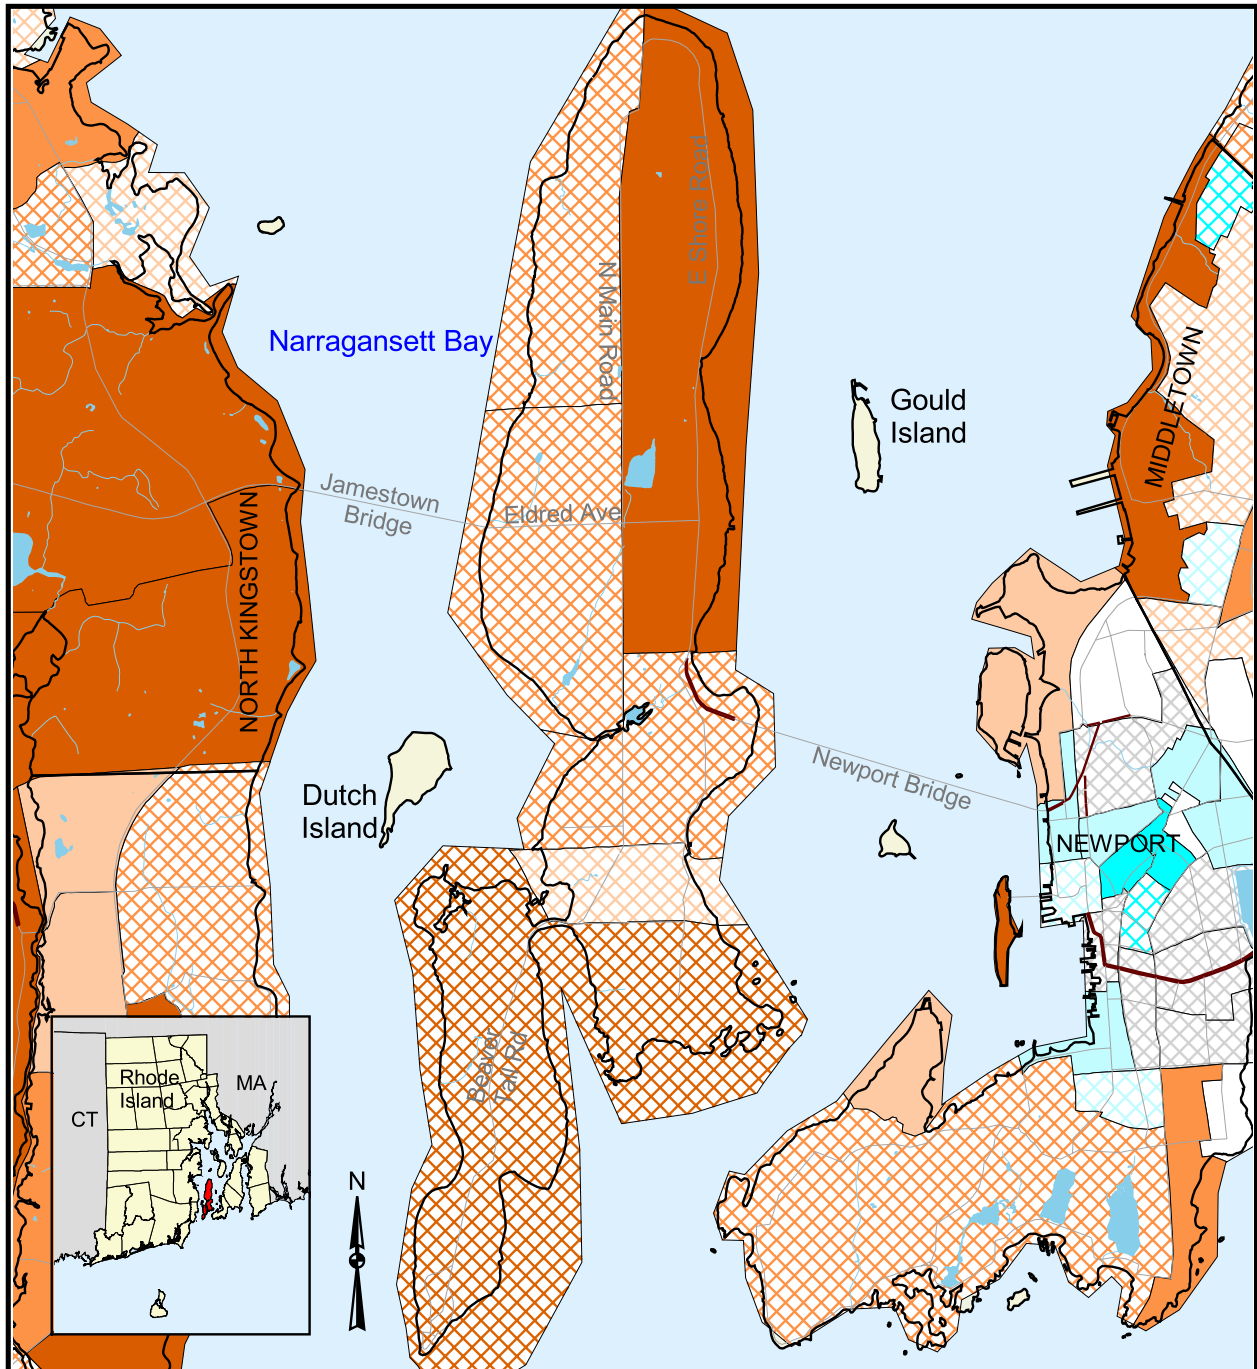 E Shore Road
N Main Road
Narragansett Bay
Gould
Island
MIDDLETOWN
Jamestown
Bridge
Eldred Ave
NORTH KINGSTOWN
Newport Bridge
Dutch
Island
NEWPORT
Beaver
Tail Rd
Rhode
Island
MA
CT
N